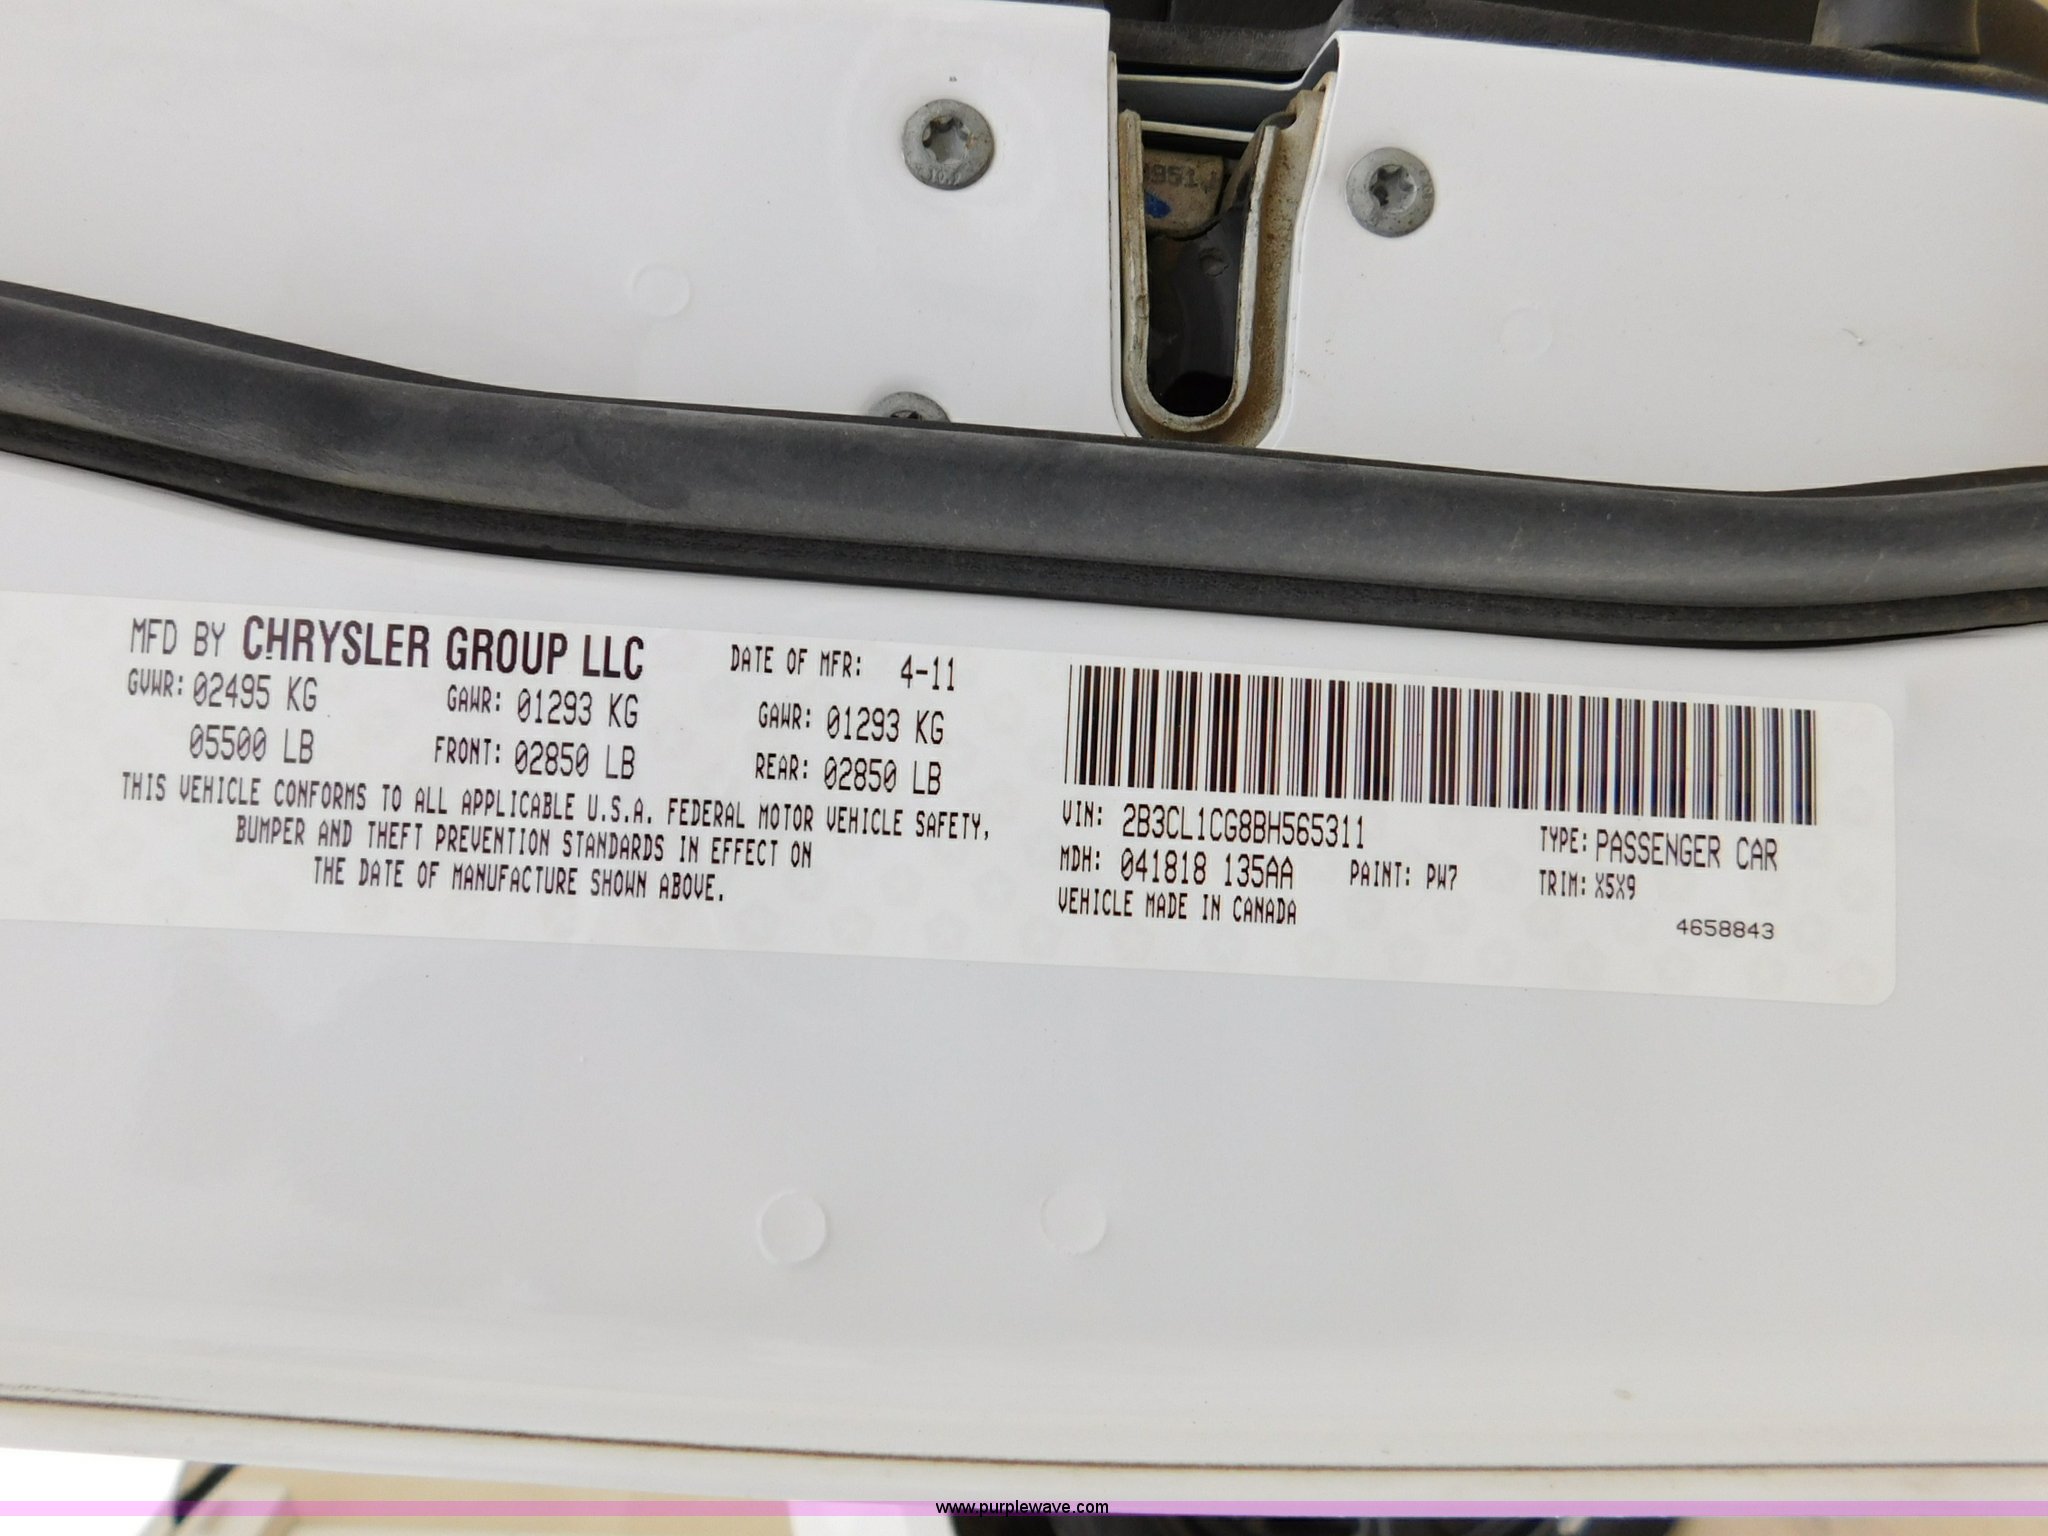 MFD BY CHRYSLER GROUP LLC
DATE OF MFR: 4-11
GVWR: 02495 KG
05500 LB
GAWR: 01293 KG
FRONT: 02850 LB
GAWR: 01293 KG
REAR: 02850 LB
THIS VEHICLE CONFORMS TO ALL APPLICABLE U.S.A. FEDERAL MOTOR VEHICLE SAFETY,
BUMPER AND THEFT PREVENTION STANDARDS IN EFFECT ON
THE DATE OF MANUFACTURE SHOWN ABOVE.
VIN: 2B3CL1CG8BH565311
TYPE: PASSENGER CAR
MDH: 041818 135AA
PAINT: PW7
TRIM: X5X9
VEHICLE MADE IN CANADA
4658843
www.purplewave.com